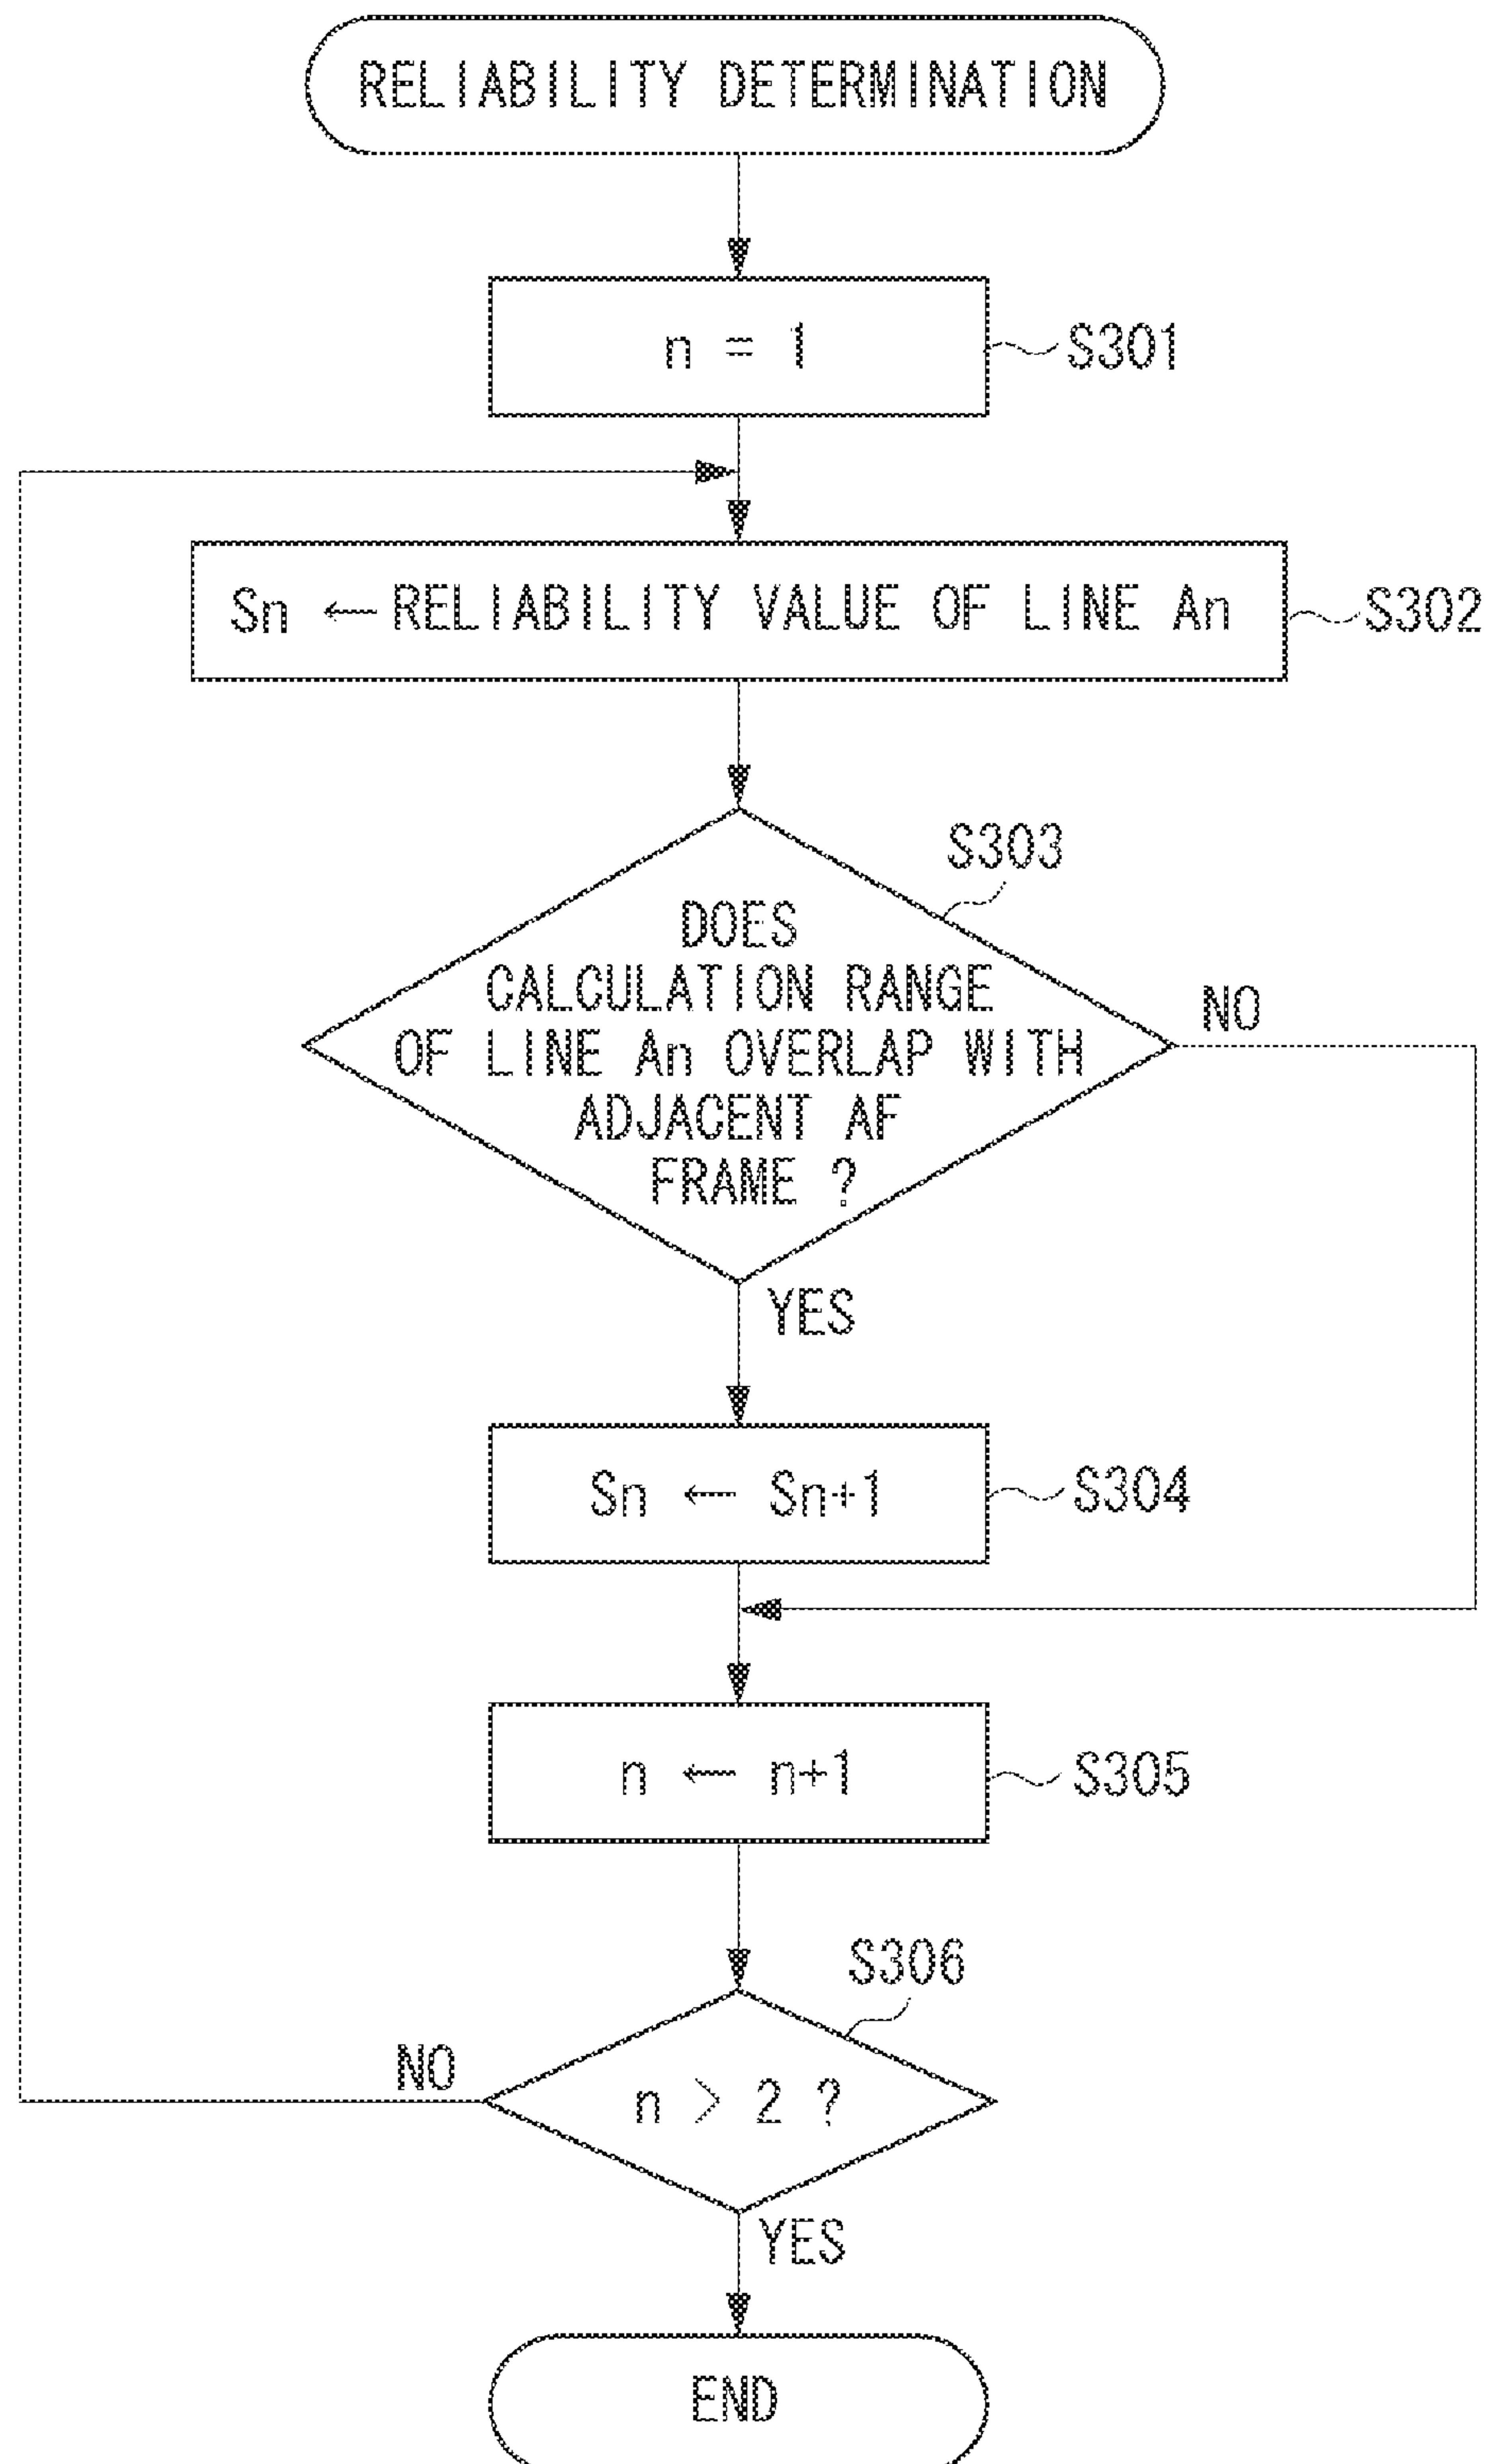 RELIABILITY DETERMINATION
n = 1
S301
Sn ← RELIABILITY VALUE OF LINE An
S302
S303
DOES
CALCULATION RANGE
OF LINE An OVERLAP WITH
ADJACENT AF
FRAME ?
NO
YES
Sn ← Sn+1
S304
n ← n+1
S305
S306
n > 2 ?
NO
YES
END